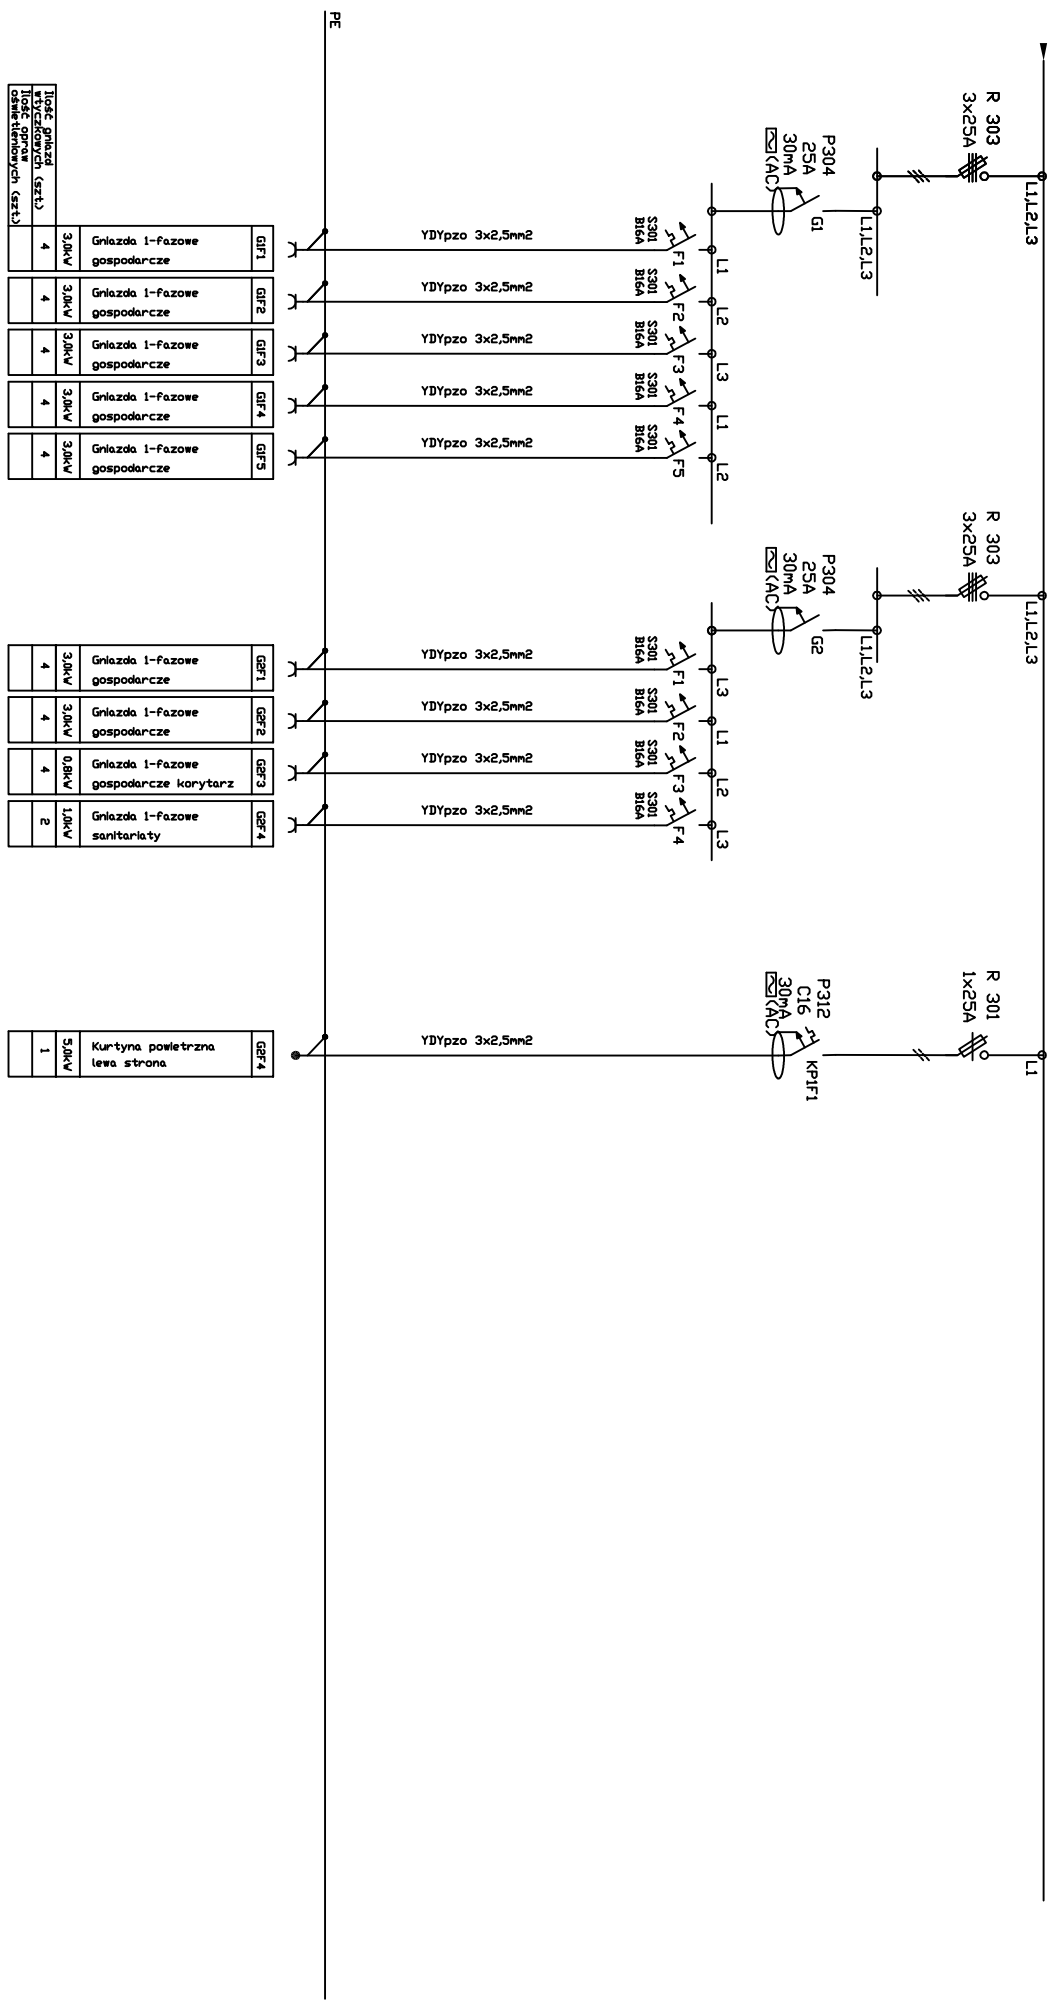 PE
L1,L2,L3
R 303
3x25A
L1,L2,L3
P304
25A
30mA
(AC)
G1
L1
S301
B16A
F1
YDYpzo 3x2,5mm2
L2
S301
B16A
F2
YDYpzo 3x2,5mm2
L3
S301
B16A
F3
YDYpzo 3x2,5mm2
L1
S301
B16A
F4
YDYpzo 3x2,5mm2
L2
S301
B16A
F5
YDYpzo 3x2,5mm2
Ilość gniazd
wtyczkowych (szt.)
Ilość opraw
oświetleniowych (szt.)
G1F1
Gniazda 1-fazowe
gospodarcze
3,0kW
4
G1F2
Gniazda 1-fazowe
gospodarcze
3,0kW
4
G1F3
Gniazda 1-fazowe
gospodarcze
3,0kW
4
G1F4
Gniazda 1-fazowe
gospodarcze
3,0kW
4
G1F5
Gniazda 1-fazowe
gospodarcze
3,0kW
4
L1,L2,L3
R 303
3x25A
L1,L2,L3
P304
25A
30mA
(AC)
G2
L3
S301
B16A
F1
YDYpzo 3x2,5mm2
L1
S301
B16A
F2
YDYpzo 3x2,5mm2
L2
S301
B16A
F3
YDYpzo 3x2,5mm2
L3
S301
B16A
F4
YDYpzo 3x2,5mm2
G2F1
Gniazda 1-fazowe
gospodarcze
3,0kW
4
G2F2
Gniazda 1-fazowe
gospodarcze
3,0kW
4
G2F3
Gniazda 1-fazowe
gospodarcze korytarz
0,8kW
4
G2F4
Gniazda 1-fazowe
sanitariaty
1,0kW
2
L1
R 301
1x25A
P312
C16
30mA
(AC)
KP1F1
YDYpzo 3x2,5mm2
G2F4
Kurtyna powietrzna
lewa strona
5,0kW
1